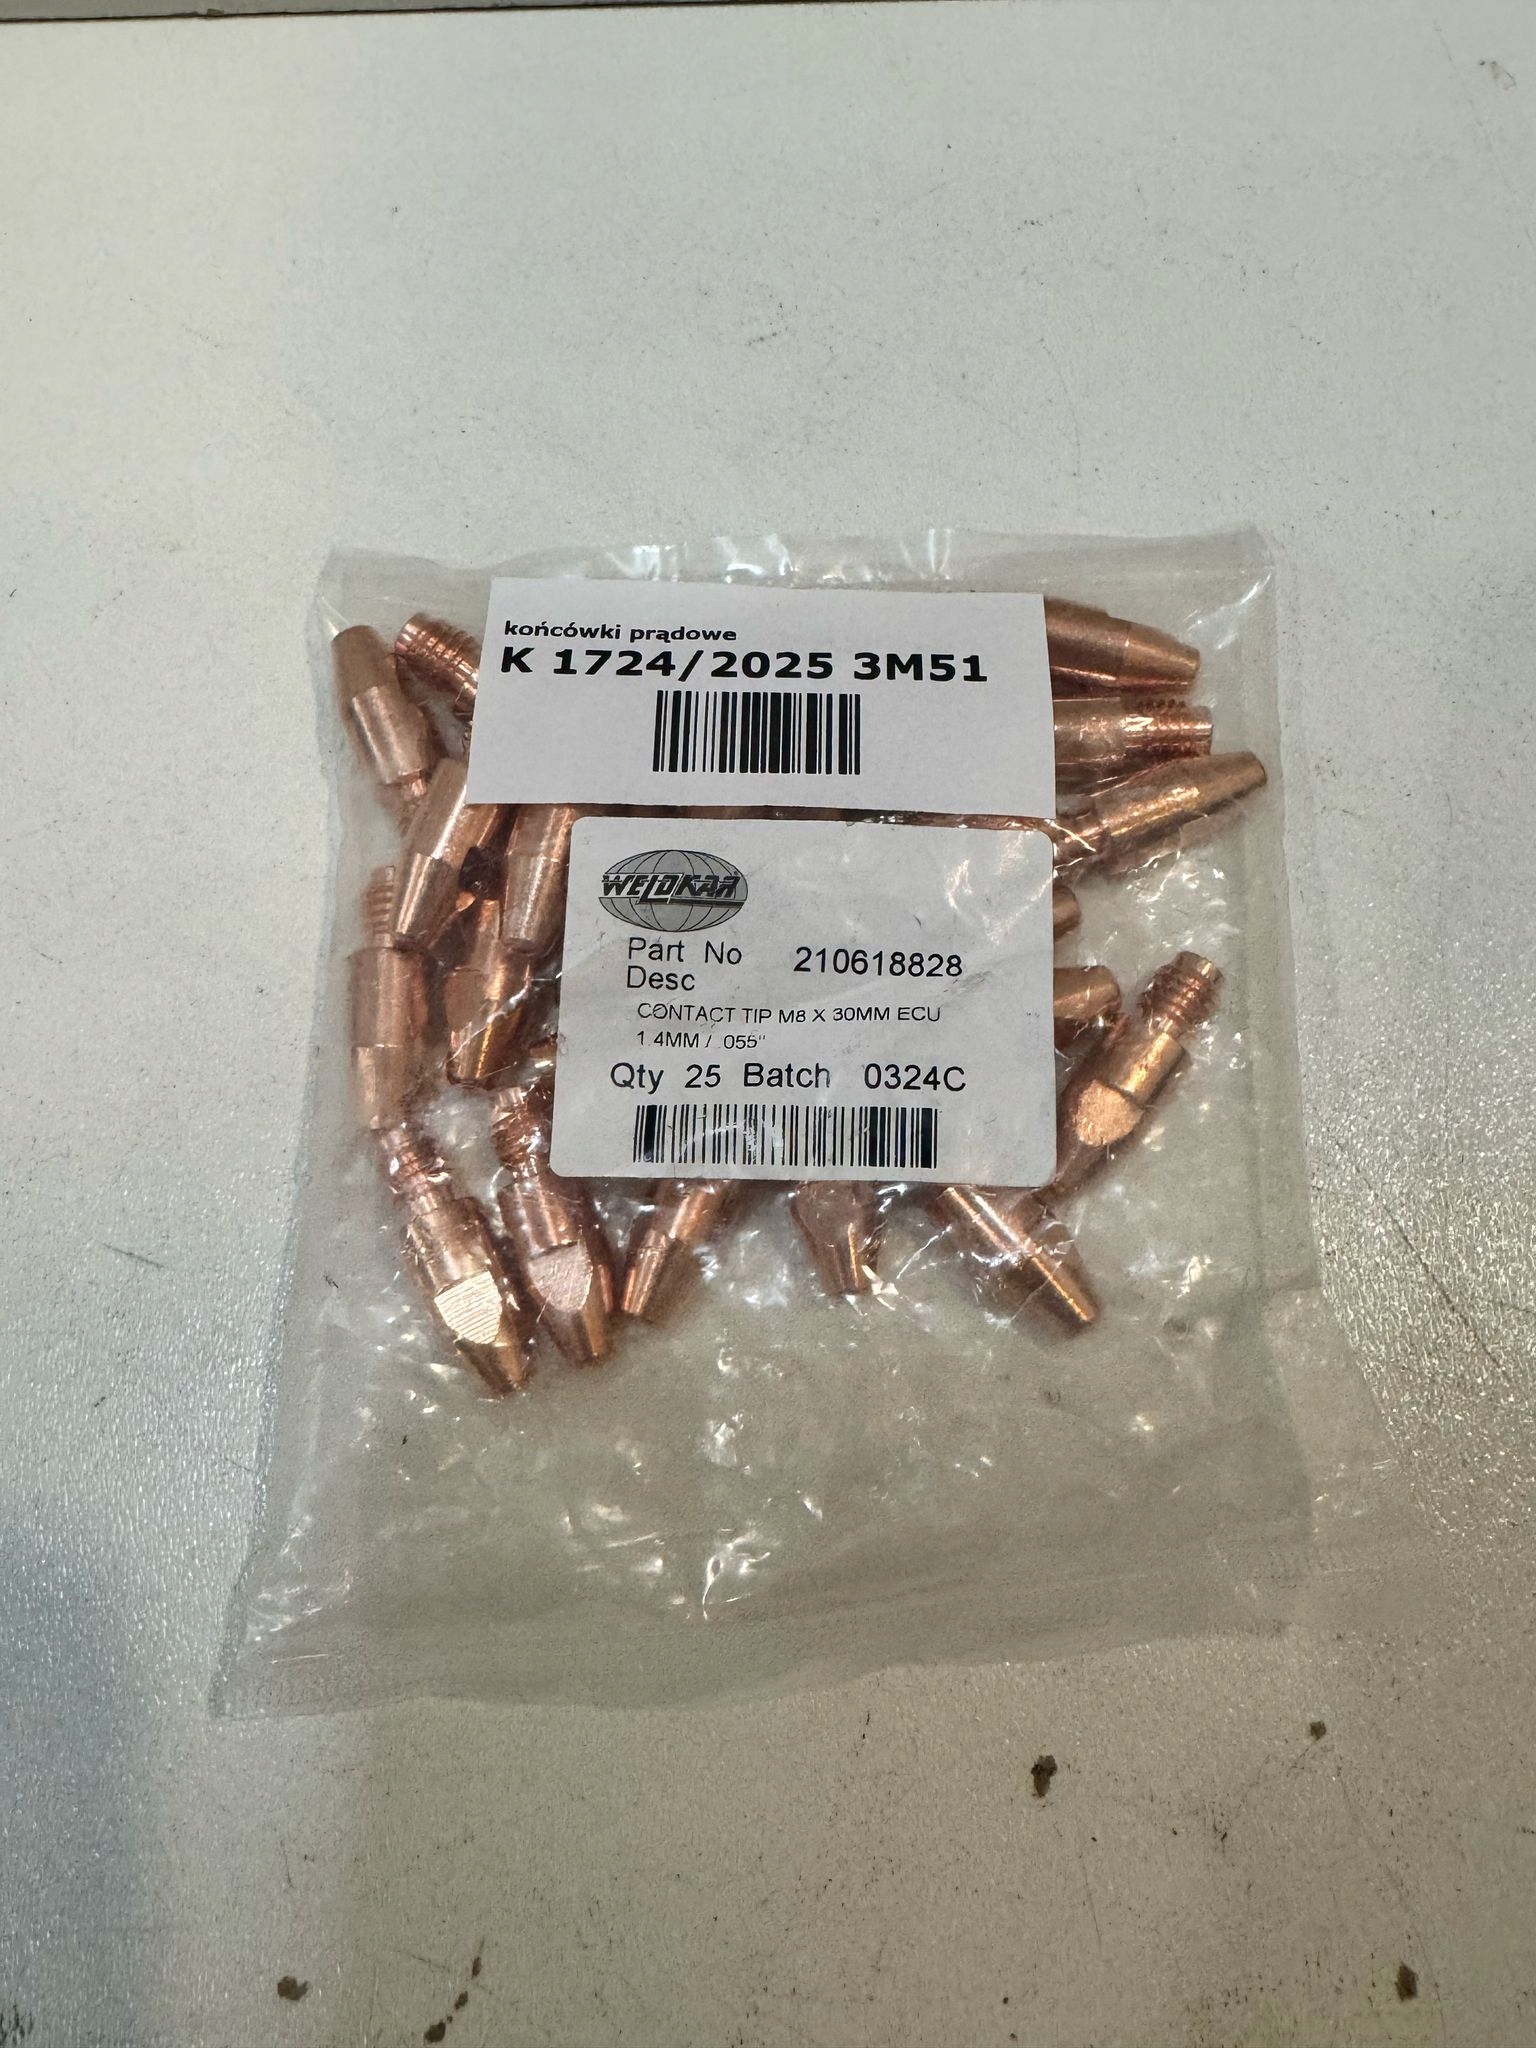 końcówki prądowe
K 1724/2025 3M51
WELDKAR
Part No 210618828
Desc
CONTACT TIP M8 X 30MM ECU
1.4MM / .055"
Qty 25 Batch 0324C